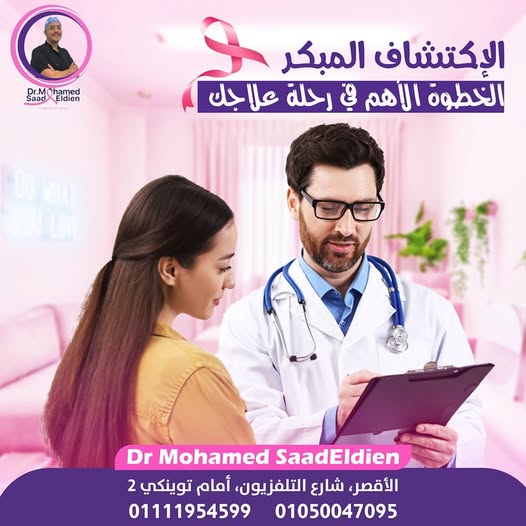 Dr.Mohamed
Saad Eldien
الإكتشاف المبكر
الخطوة الأهم في رحلة علاجك
Dr Mohamed SaadEldien
الأقصر، شارع التلفزيون، أمام توينكي 2
01111954599 01050047095